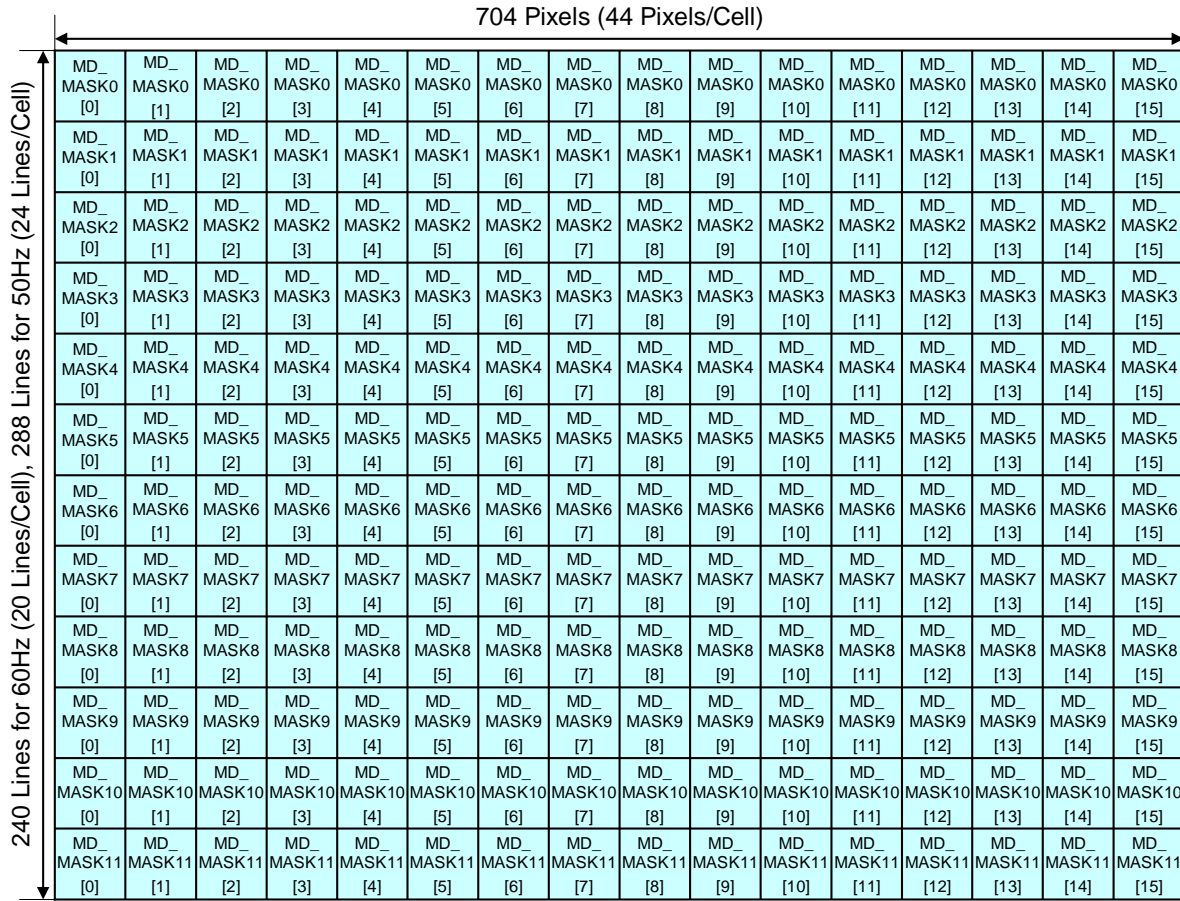 704 Pixels (44 Pixels/Cell)
240 Lines for 60Hz (20 Lines/Cell), 288 Lines for 50Hz (24 Lines/Cell)
MD_ MD_ MD_ MD_ MD_ MD_ MD_ MD_ MD_ MD_ MD_ MD_ MD_ MD_ MD_ MD_
MASK0 MASK0 MASK0 MASK0 MASK0 MASK0 MASK0 MASK0 MASK0 MASK0 MASK0 MASK0 MASK0 MASK0 MASK0 MASK0
[0] [1] [2] [3] [4] [5] [6] [7] [8] [9] [10] [11] [12] [13] [14] [15]
MD_ MD_ MD_ MD_ MD_ MD_ MD_ MD_ MD_ MD_ MD_ MD_ MD_ MD_ MD_ MD_
MASK1 MASK1 MASK1 MASK1 MASK1 MASK1 MASK1 MASK1 MASK1 MASK1 MASK1 MASK1 MASK1 MASK1 MASK1 MASK1
[0] [1] [2] [3] [4] [5] [6] [7] [8] [9] [10] [11] [12] [13] [14] [15]
MD_ MD_ MD_ MD_ MD_ MD_ MD_ MD_ MD_ MD_ MD_ MD_ MD_ MD_ MD_ MD_
MASK2 MASK2 MASK2 MASK2 MASK2 MASK2 MASK2 MASK2 MASK2 MASK2 MASK2 MASK2 MASK2 MASK2 MASK2 MASK2
[0] [1] [2] [3] [4] [5] [6] [7] [8] [9] [10] [11] [12] [13] [14] [15]
MD_ MD_ MD_ MD_ MD_ MD_ MD_ MD_ MD_ MD_ MD_ MD_ MD_ MD_ MD_ MD_
MASK3 MASK3 MASK3 MASK3 MASK3 MASK3 MASK3 MASK3 MASK3 MASK3 MASK3 MASK3 MASK3 MASK3 MASK3 MASK3
[0] [1] [2] [3] [4] [5] [6] [7] [8] [9] [10] [11] [12] [13] [14] [15]
MD_ MD_ MD_ MD_ MD_ MD_ MD_ MD_ MD_ MD_ MD_ MD_ MD_ MD_ MD_ MD_
MASK4 MASK4 MASK4 MASK4 MASK4 MASK4 MASK4 MASK4 MASK4 MASK4 MASK4 MASK4 MASK4 MASK4 MASK4 MASK4
[0] [1] [2] [3] [4] [5] [6] [7] [8] [9] [10] [11] [12] [13] [14] [15]
MD_ MD_ MD_ MD_ MD_ MD_ MD_ MD_ MD_ MD_ MD_ MD_ MD_ MD_ MD_ MD_
MASK5 MASK5 MASK5 MASK5 MASK5 MASK5 MASK5 MASK5 MASK5 MASK5 MASK5 MASK5 MASK5 MASK5 MASK5 MASK5
[0] [1] [2] [3] [4] [5] [6] [7] [8] [9] [10] [11] [12] [13] [14] [15]
MD_ MD_ MD_ MD_ MD_ MD_ MD_ MD_ MD_ MD_ MD_ MD_ MD_ MD_ MD_ MD_
MASK6 MASK6 MASK6 MASK6 MASK6 MASK6 MASK6 MASK6 MASK6 MASK6 MASK6 MASK6 MASK6 MASK6 MASK6 MASK6
[0] [1] [2] [3] [4] [5] [6] [7] [8] [9] [10] [11] [12] [13] [14] [15]
MD_ MD_ MD_ MD_ MD_ MD_ MD_ MD_ MD_ MD_ MD_ MD_ MD_ MD_ MD_ MD_
MASK7 MASK7 MASK7 MASK7 MASK7 MASK7 MASK7 MASK7 MASK7 MASK7 MASK7 MASK7 MASK7 MASK7 MASK7 MASK7
[0] [1] [2] [3] [4] [5] [6] [7] [8] [9] [10] [11] [12] [13] [14] [15]
MD_ MD_ MD_ MD_ MD_ MD_ MD_ MD_ MD_ MD_ MD_ MD_ MD_ MD_ MD_ MD_
MASK8 MASK8 MASK8 MASK8 MASK8 MASK8 MASK8 MASK8 MASK8 MASK8 MASK8 MASK8 MASK8 MASK8 MASK8 MASK8
[0] [1] [2] [3] [4] [5] [6] [7] [8] [9] [10] [11] [12] [13] [14] [15]
MD_ MD_ MD_ MD_ MD_ MD_ MD_ MD_ MD_ MD_ MD_ MD_ MD_ MD_ MD_ MD_
MASK9 MASK9 MASK9 MASK9 MASK9 MASK9 MASK9 MASK9 MASK9 MASK9 MASK9 MASK9 MASK9 MASK9 MASK9 MASK9
[0] [1] [2] [3] [4] [5] [6] [7] [8] [9] [10] [11] [12] [13] [14] [15]
MD_ MD_ MD_ MD_ MD_ MD_ MD_ MD_ MD_ MD_ MD_ MD_ MD_ MD_ MD_ MD_
MASK10 MASK10 MASK10 MASK10 MASK10 MASK10 MASK10 MASK10 MASK10 MASK10 MASK10 MASK10 MASK10 MASK10 MASK10 MASK10
[0] [1] [2] [3] [4] [5] [6] [7] [8] [9] [10] [11] [12] [13] [14] [15]
MD_ MD_ MD_ MD_ MD_ MD_ MD_ MD_ MD_ MD_ MD_ MD_ MD_ MD_ MD_ MD_
MASK11 MASK11 MASK11 MASK11 MASK11 MASK11 MASK11 MASK11 MASK11 MASK11 MASK11 MASK11 MASK11 MASK11 MASK11 MASK11
[0] [1] [2] [3] [4] [5] [6] [7] [8] [9] [10] [11] [12] [13] [14] [15]